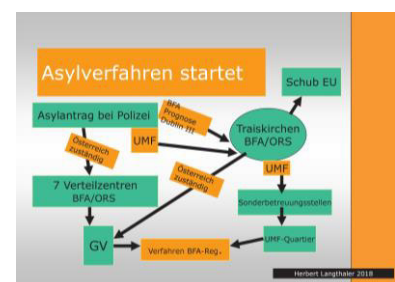 Asylverfahren startet
Schub EU
Asylantrag bei Polizei
BFA
Prognose
Dublin III
UMF
Traiskirchen
BFA/ORS
Österreich
zuständig
Österreich
zuständig
UMF
7 Verteilzentren
BFA/ORS
Sonderbetreuungsstellen
GV
Verfahren BFA-Reg.
UMF-Quartier
Herbert Langthaler 2018